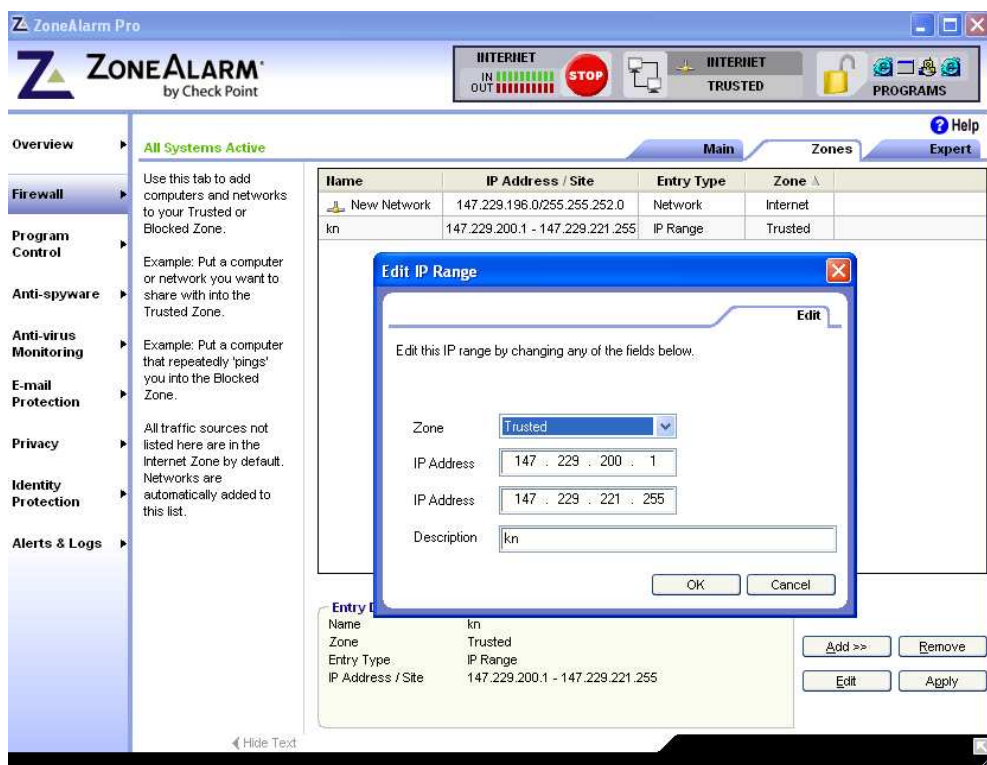 ZoneAlarm Pro
ZONEALARM
by Check Point
INTERNET
IN
OUT
STOP
INTERNET
TRUSTED
PROGRAMS
Help
Overview
Firewall
Program
Control
Anti-spyware
Anti-virus
Monitoring
E-mail
Protection
Privacy
Identity
Protection
Alerts & Logs
All Systems Active
Main Zones Expert
Use this tab to add
computers and networks
to your Trusted or
Blocked Zone.
Example: Put a computer
or network you want to
share with into the
Trusted Zone.
Example: Put a computer
that repeatedly 'pings'
you into the Blocked
Zone.
All traffic sources not
listed here are in the
Internet Zone by default.
Networks are
automatically added to
this list.
Hide Text
Name IP Address / Site Entry Type Zone
New Network 147.229.196.0/255.255.252.0 Network Internet
kn 147.229.200.1 - 147.229.221.255 IP Range Trusted
Edit IP Range
Edit
Edit this IP range by changing any of the fields below.
Zone Trusted
IP Address 147 . 229 . 200 . 1
IP Address 147 . 229 . 221 . 255
Description kn
OK Cancel
Entry
Name kn
Zone Trusted
Entry Type IP Range
IP Address / Site 147.229.200.1 - 147.229.221.255
Add >> Remove
Edit Apply